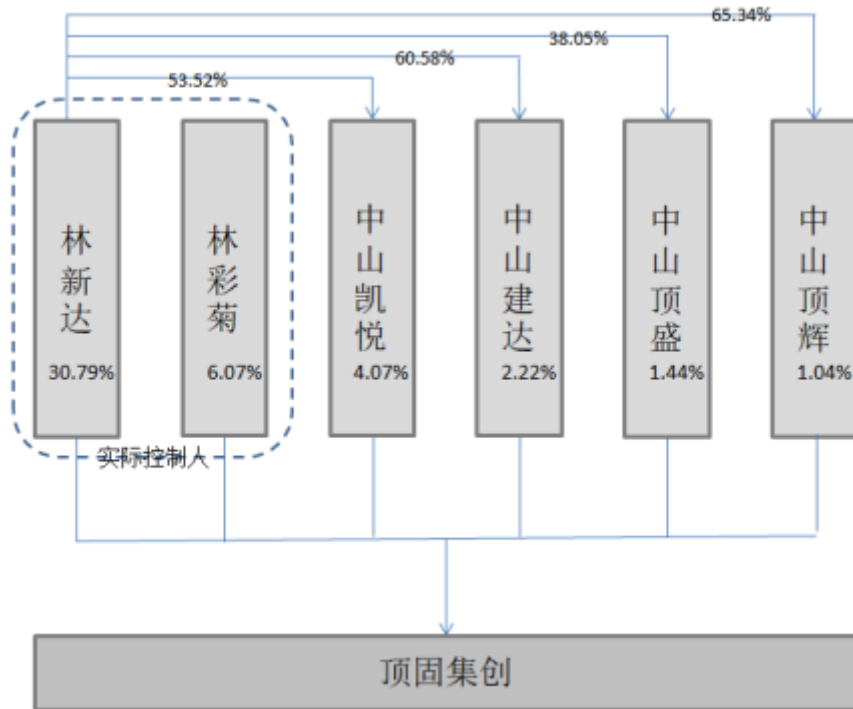 65.34%
38.05%
60.58%
53.52%
林新达
30.79%
林彩菊
6.07%
中山凯悦
4.07%
中山建达
2.22%
中山顶盛
1.44%
中山顶辉
1.04%
实际控制人
顶固集创